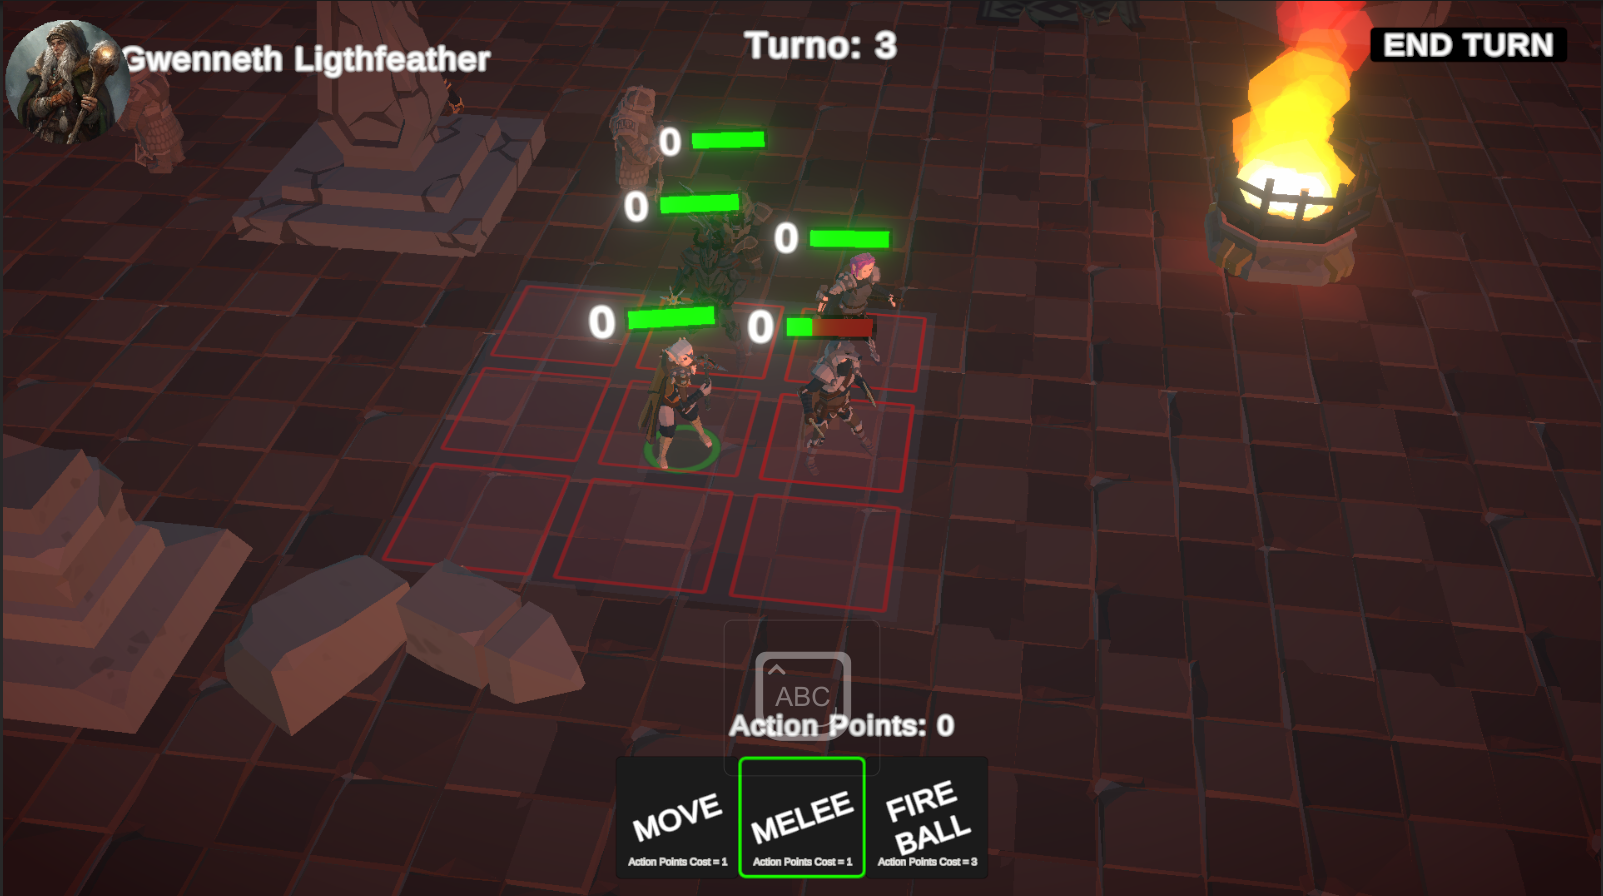 Gwenneth Ligthfeather
Turno: 3
END TURN
0
0
0
0
0
ABC
Action Points: 0
MOVE
Action Points Cost = 1
MELEE
Action Points Cost = 1
FIRE
BALL
Action Points Cost = 3